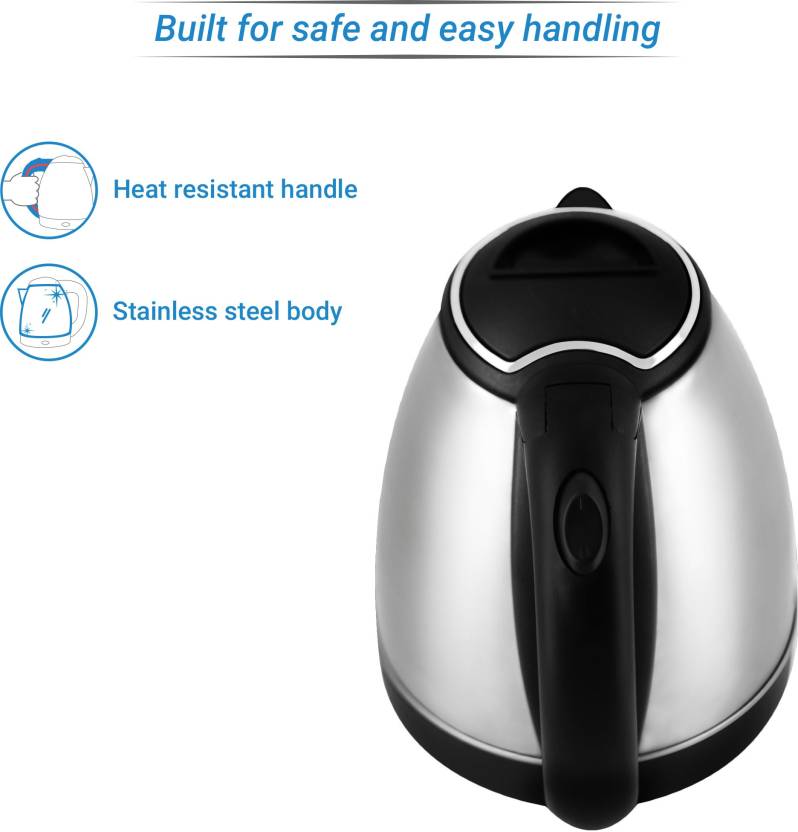 Built for safe and easy handling
Heat resistant handle
Stainless steel body